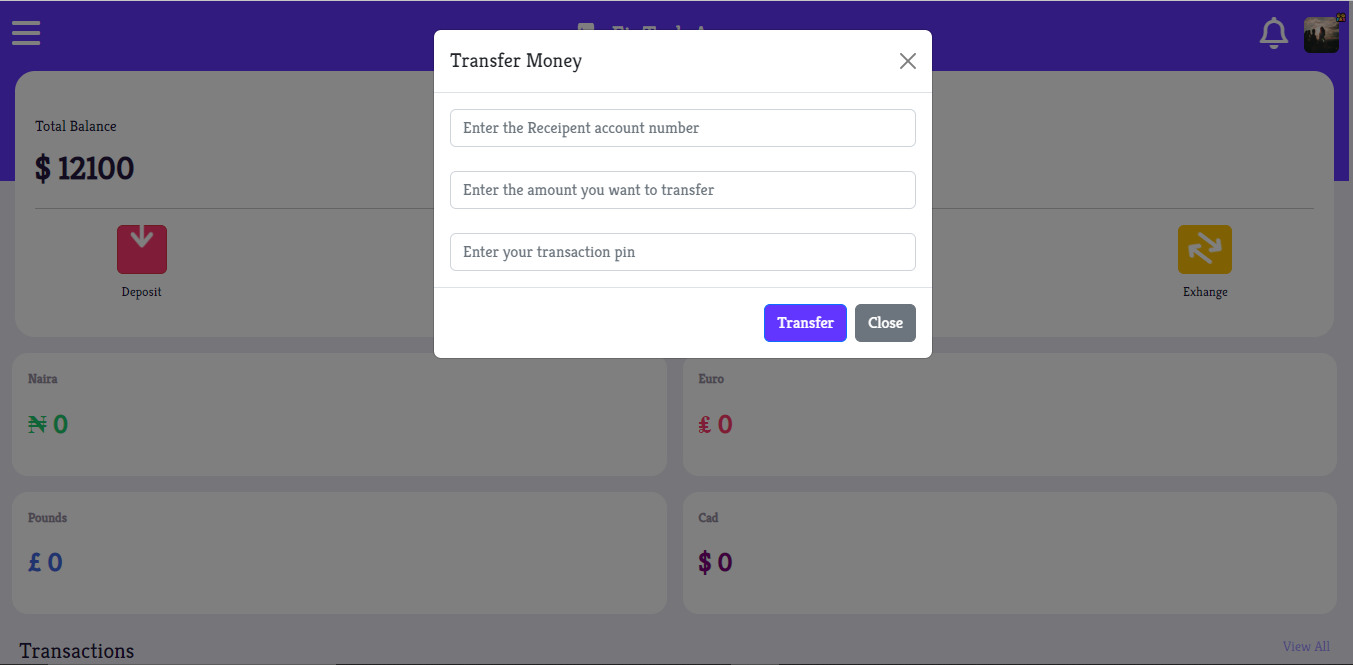 Transfer Money
Enter the Receipent account number
Enter the amount you want to transfer
Enter your transaction pin
Transfer Close
Total Balance
$ 12100
Deposit
Exhange
Naira
₦ 0
Euro
₤ 0
Pounds
£ 0
Cad
$ 0
Transactions
View All